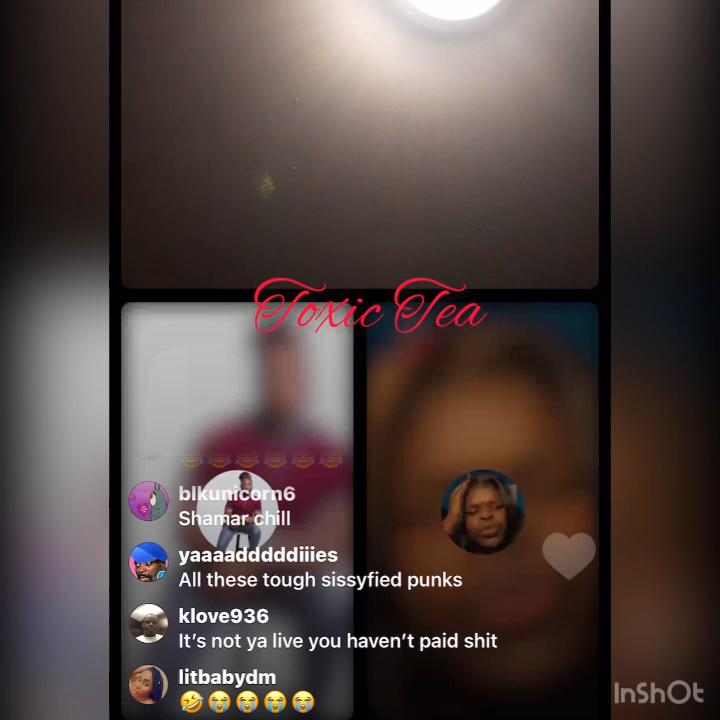 Toxic Tea
😂😂😂😂😂😂
blkunicorn6
Shamar chill
yaaaadddddiiies
All these tough sissyfied punks
klove936
It’s not ya live you haven’t paid shit
litbabydm
🤣😭😭😭😭
InShOt